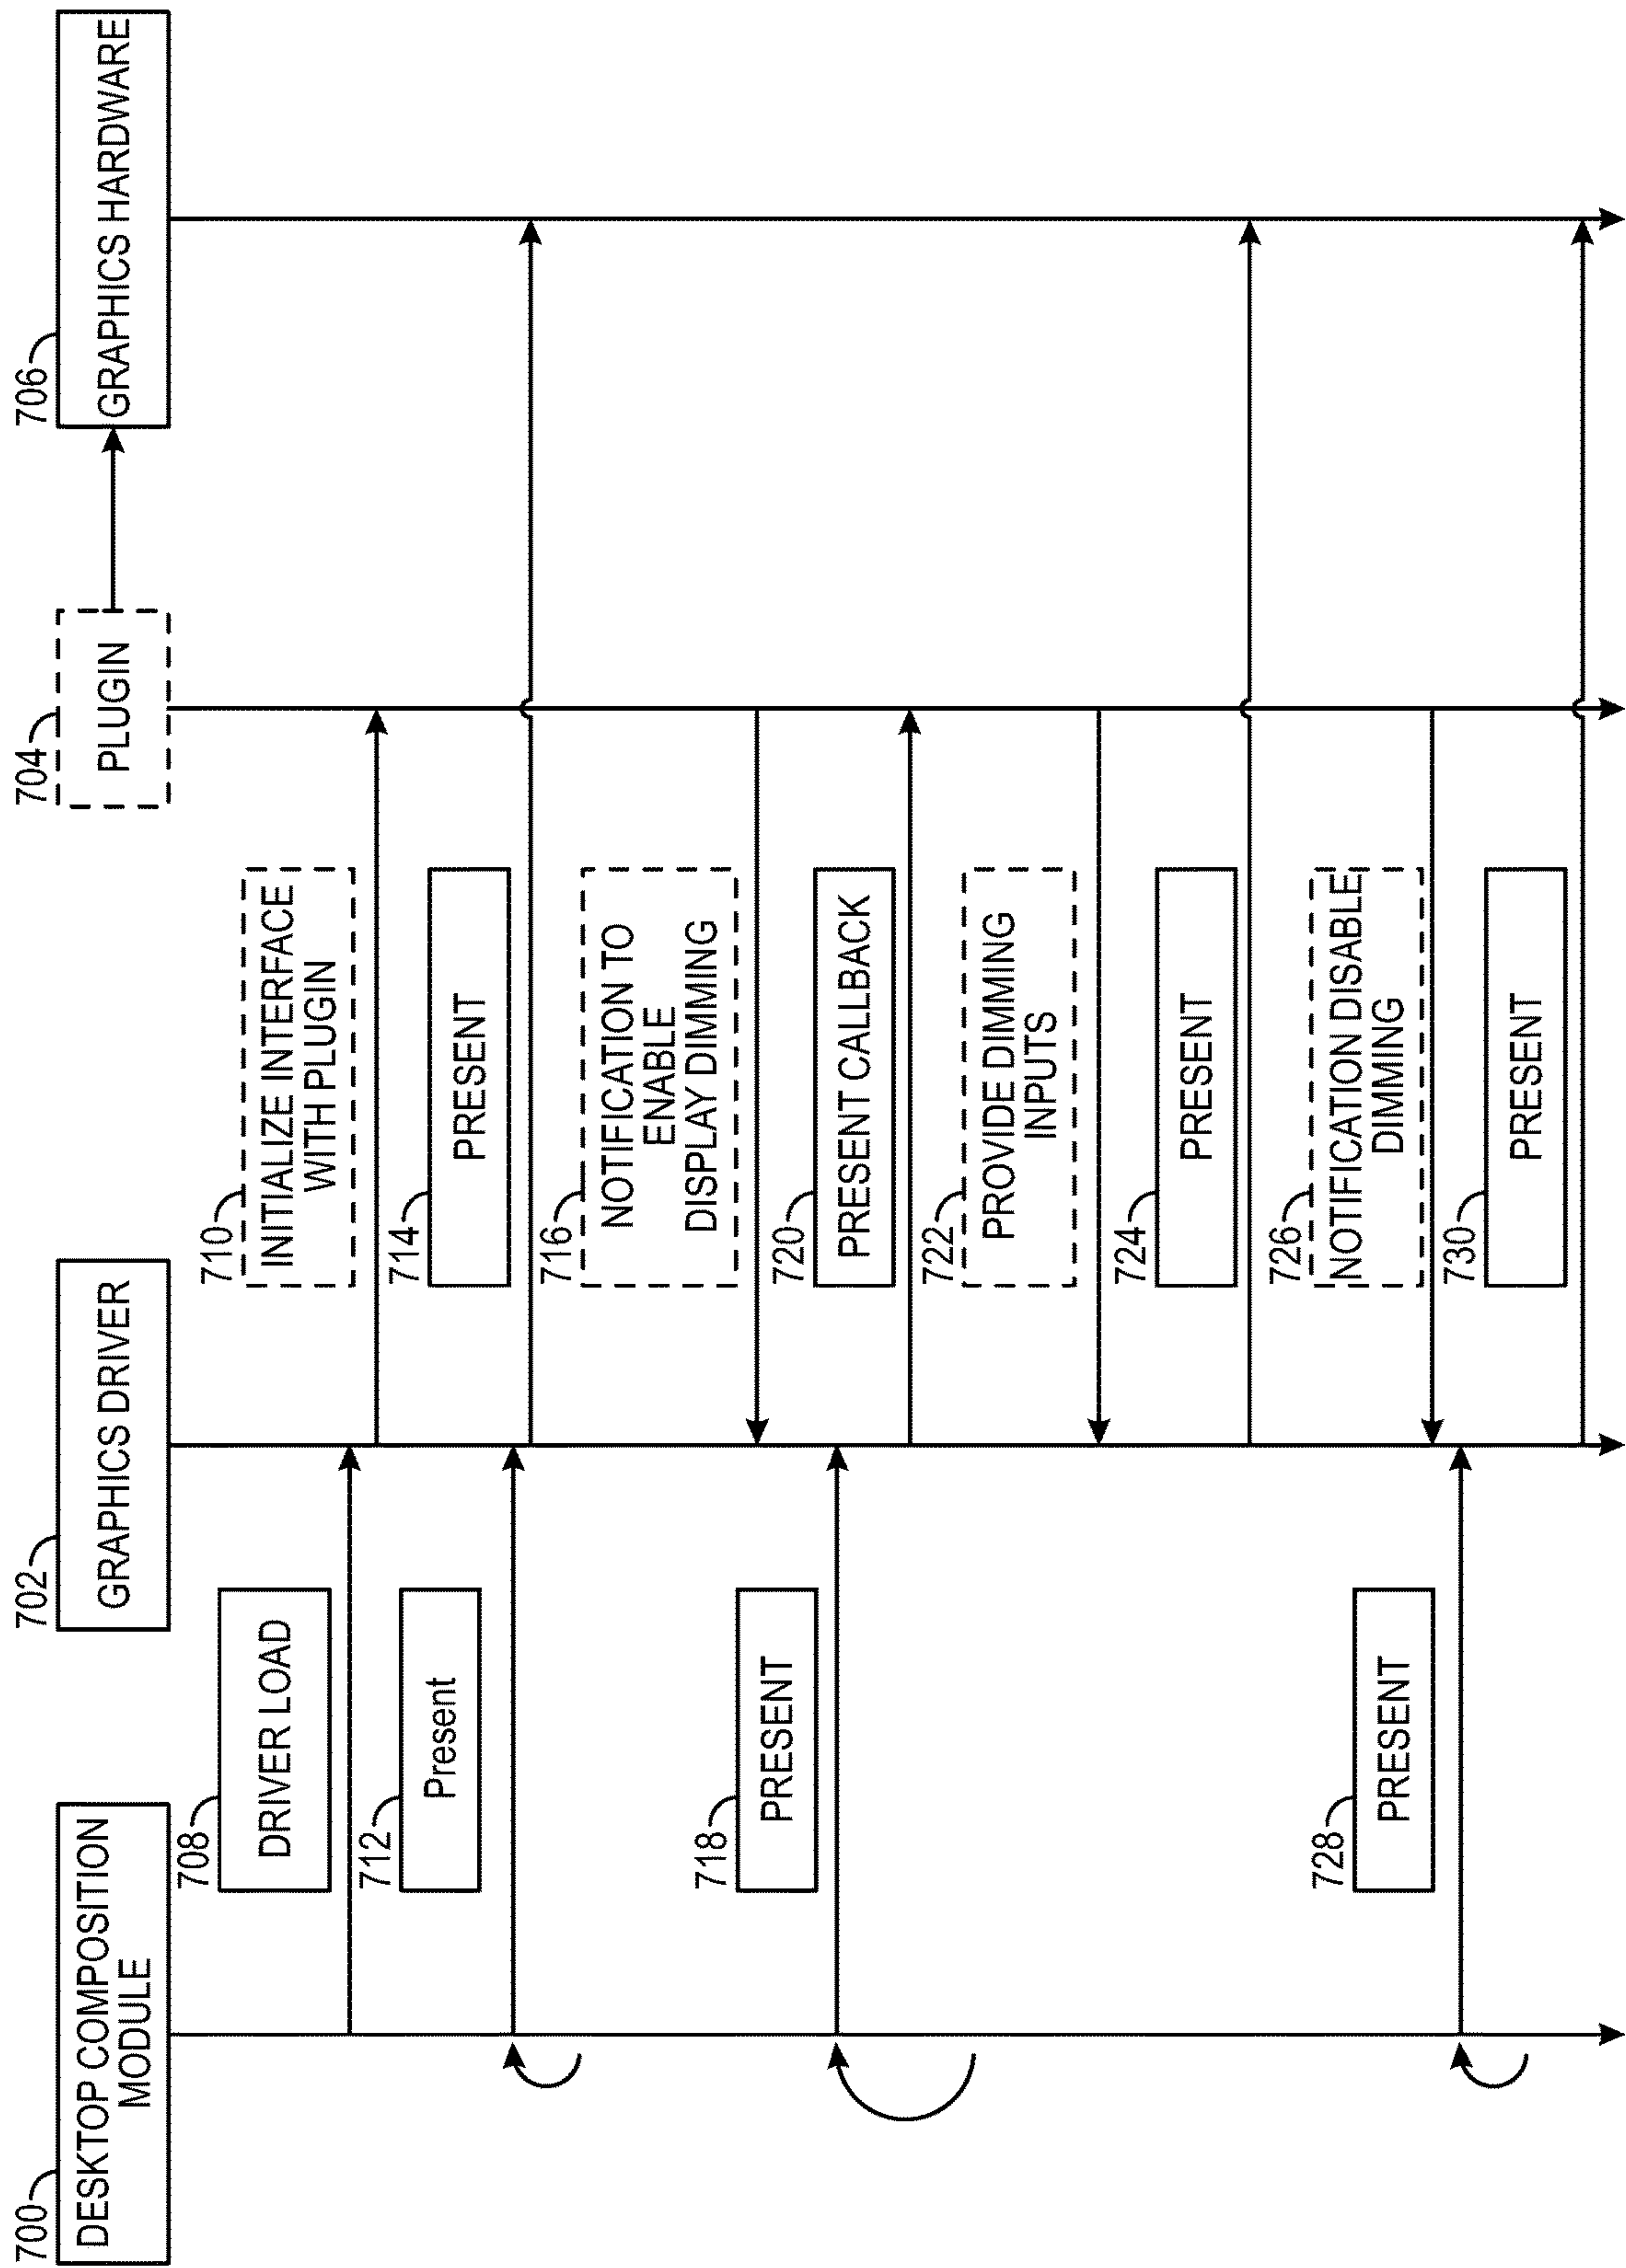 700
DESKTOP COMPOSITION
MODULE
702
GRAPHICS DRIVER
704
PLUGIN
706
GRAPHICS HARDWARE
708
DRIVER LOAD
710
INITIALIZE INTERFACE
WITH PLUGIN
712
Present
714
PRESENT
716
NOTIFICATION TO
ENABLE
DISPLAY DIMMING
718
PRESENT
720
PRESENT CALLBACK
722
PROVIDE DIMMING
INPUTS
724
PRESENT
726
NOTIFICATION DISABLE
DIMMING
728
PRESENT
730
PRESENT